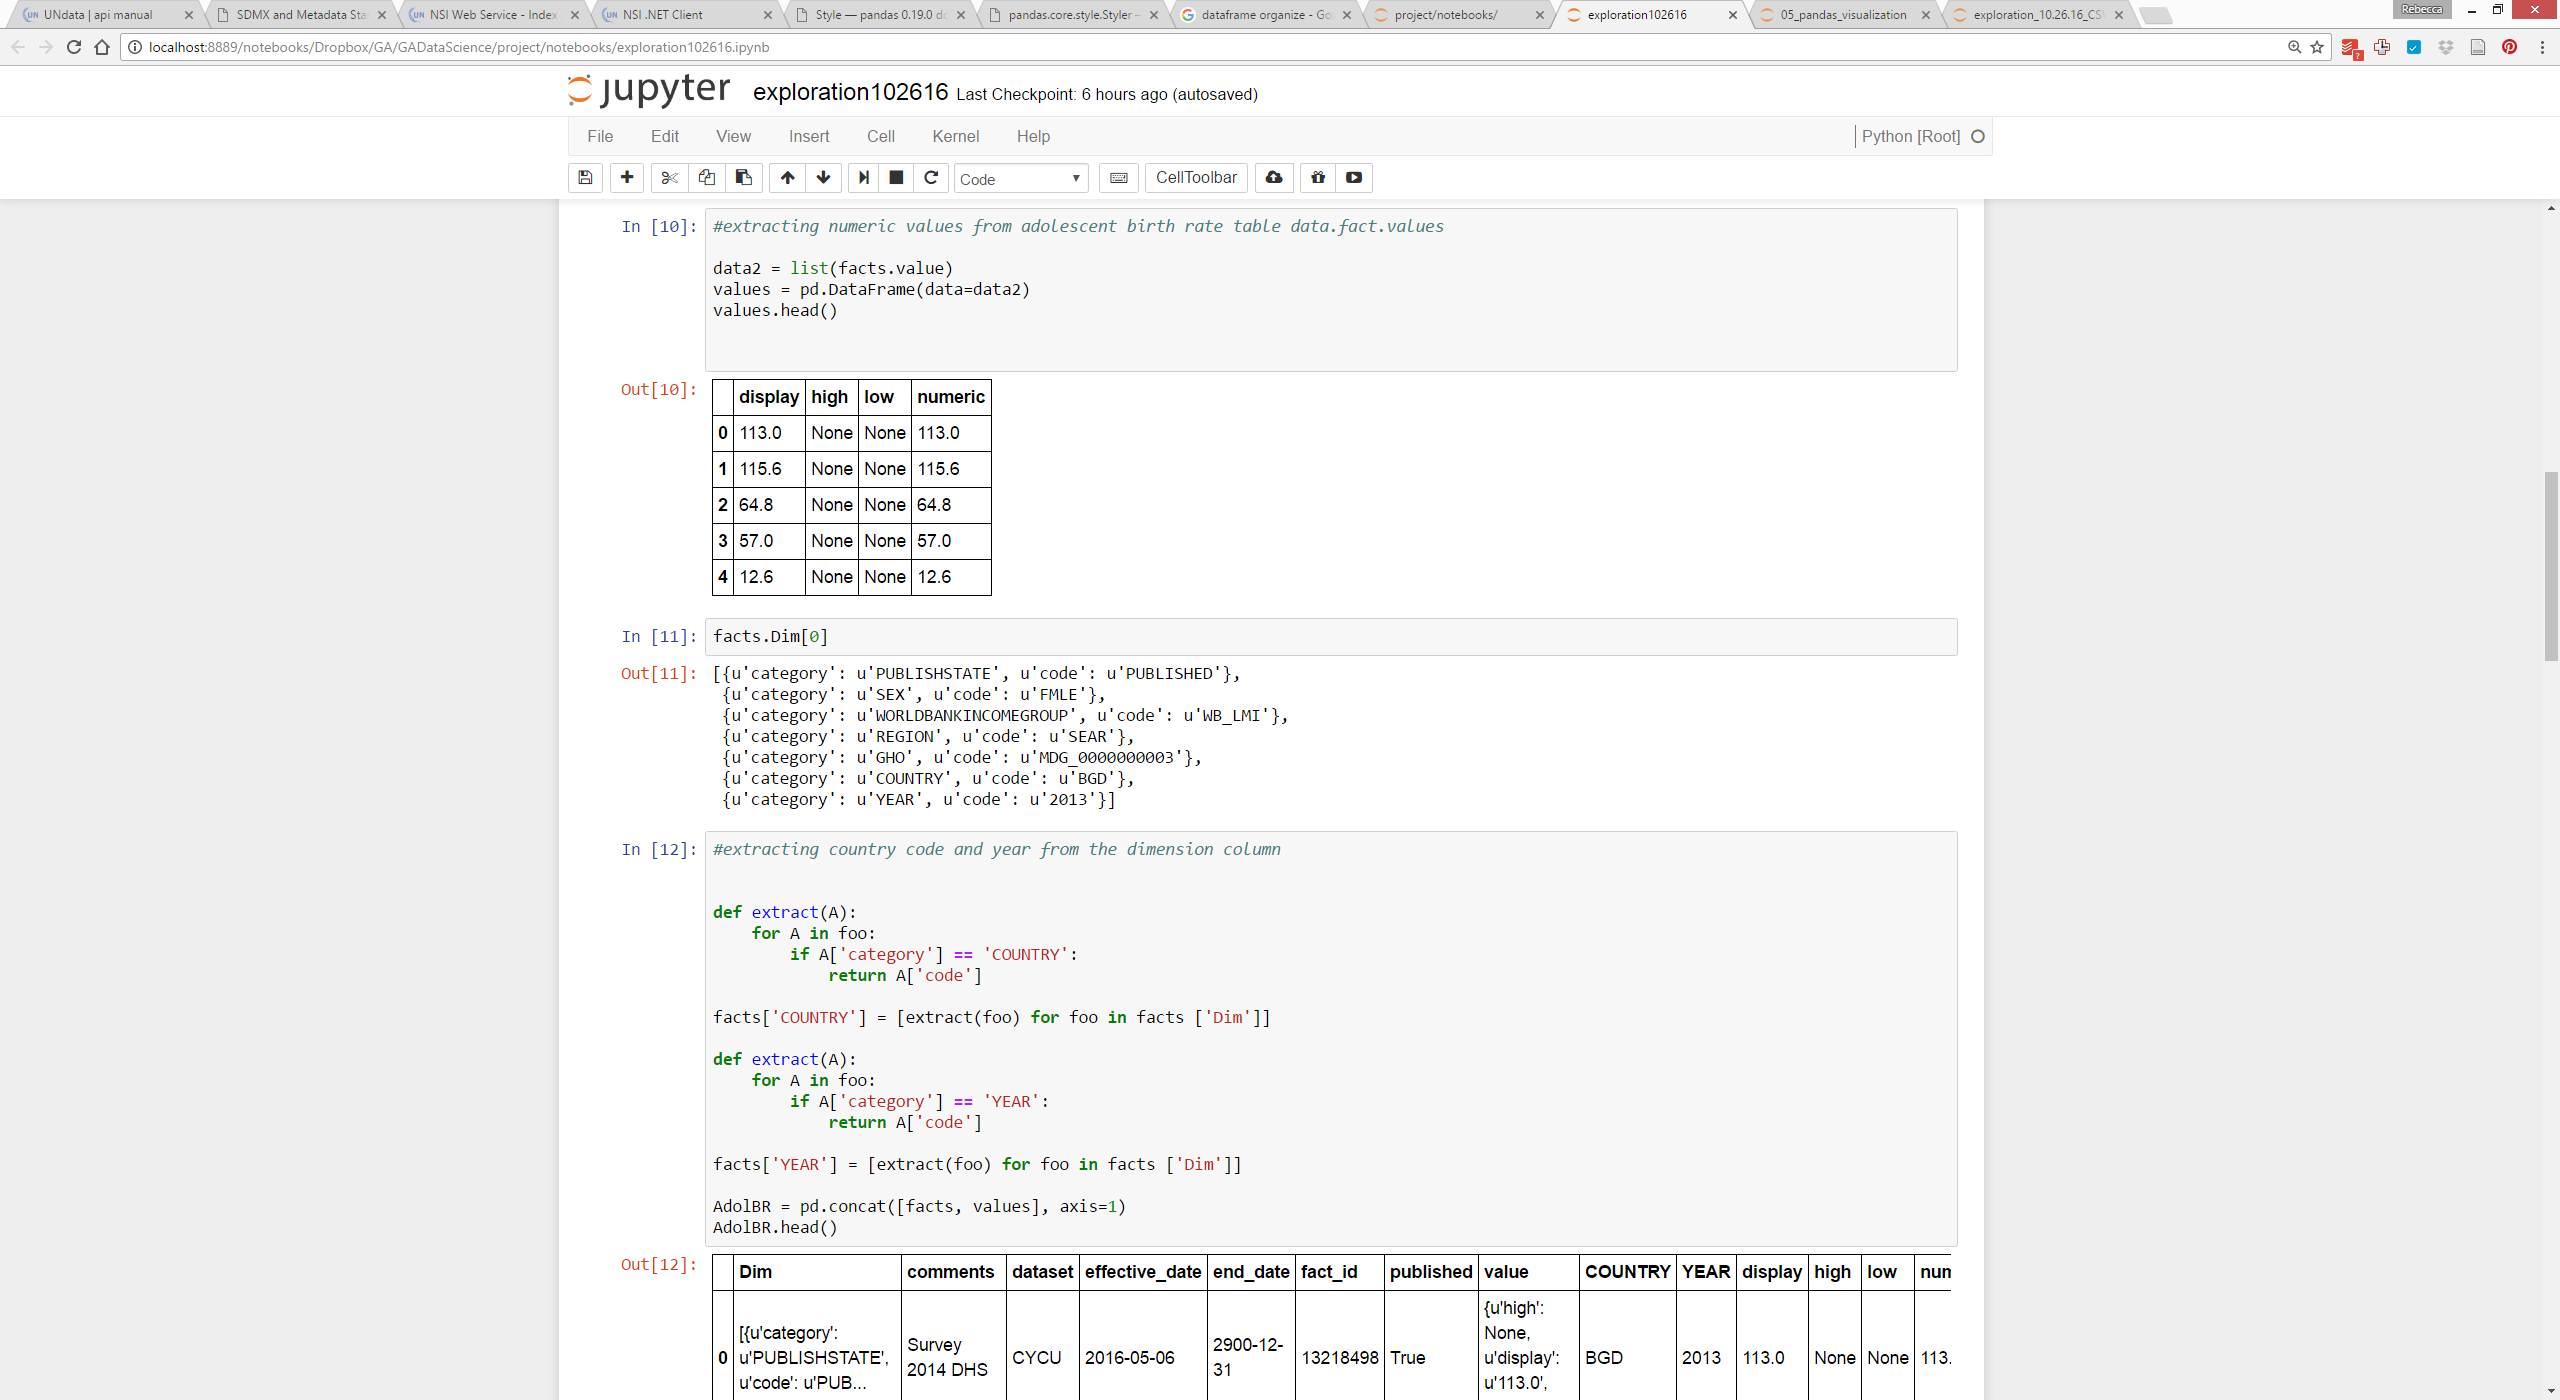 UNdata | api manual
SDMX and Metadata Sta
NSI Web Service - Index
NSI .NET Client
Style — pandas 0.19.0 do
pandas.core.style.Styler –
dataframe organize - Go
project/notebooks/
exploration102616
05_pandas_visualization
exploration_10.26.16_CSV
Rebecca
localhost:8889/notebooks/Dropbox/GA/GADataScience/project/notebooks/exploration102616.ipynb
jupyter exploration102616 Last Checkpoint: 6 hours ago (autosaved)
File Edit View Insert Cell Kernel Help Python [Root]
Code CellToolbar
In [10]: #extracting numeric values from adolescent birth rate table data.fact.values
data2 = list(facts.value)
values = pd.DataFrame(data=data2)
values.head()
Out[10]:
display high low numeric
0 113.0 None None 113.0
1 115.6 None None 115.6
2 64.8 None None 64.8
3 57.0 None None 57.0
4 12.6 None None 12.6
In [11]: facts.Dim[0]
Out[11]: [{u'category': u'PUBLISHSTATE', u'code': u'PUBLISHED'},
{u'category': u'SEX', u'code': u'FMLE'},
{u'category': u'WORLDBANKINCOMEGROUP', u'code': u'WB_LMI'},
{u'category': u'REGION', u'code': u'SEAR'},
{u'category': u'GHO', u'code': u'MDG_0000000003'},
{u'category': u'COUNTRY', u'code': u'BGD'},
{u'category': u'YEAR', u'code': u'2013'}]
In [12]: #extracting country code and year from the dimension column
def extract(A):
for A in foo:
if A['category'] == 'COUNTRY':
return A['code']
facts['COUNTRY'] = [extract(foo) for foo in facts ['Dim']]
def extract(A):
for A in foo:
if A['category'] == 'YEAR':
return A['code']
facts['YEAR'] = [extract(foo) for foo in facts ['Dim']]
AdolBR = pd.concat([facts, values], axis=1)
AdolBR.head()
Out[12]:
Dim comments dataset effective_date end_date fact_id published value COUNTRY YEAR display high low num
0 [{u'category': u'PUBLISHSTATE', u'code': u'PUB... Survey 2014 DHS CYCU 2016-05-06 2900-12-31 13218498 True {u'high': None, u'display': u'113.0', BGD 2013 113.0 None None 113.